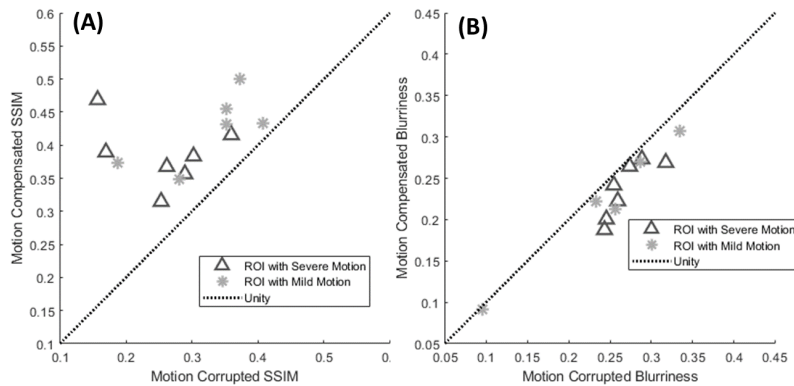 (A)
0.6
0.55
0.5
0.45
0.4
0.35
0.3
0.25
0.2
0.15
0.1
Motion Compensated SSIM
ROI with Severe Motion
ROI with Mild Motion
Unity
0.1
0.2
0.3
0.4
0.5
0.
Motion Corrupted SSIM
(B)
0.45
0.4
0.35
0.3
0.25
0.2
0.15
0.1
0.05
Motion Compensated Blurriness
ROI with Severe Motion
ROI with Mild Motion
Unity
0.05
0.1
0.15
0.2
0.25
0.3
0.35
0.4
0.45
Motion Corrupted Blurriness